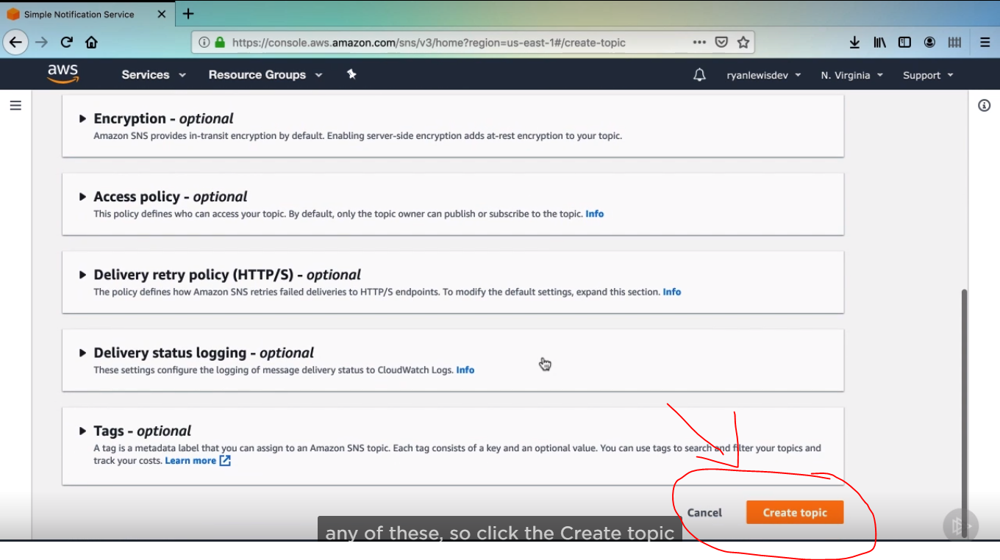 Simple Notification Service
https://console.aws.amazon.com/sns/v3/home?region=us-east-1#/create-topic
aws Services Resource Groups ryanlewisdev N. Virginia Support
Encryption - optional
Amazon SNS provides in-transit encryption by default. Enabling server-side encryption adds at-rest encryption to your topic.
Access policy - optional
This policy defines who can access your topic. By default, only the topic owner can publish or subscribe to the topic. Info
Delivery retry policy (HTTP/S) - optional
The policy defines how Amazon SNS retries failed deliveries to HTTP/S endpoints. To modify the default settings, expand this section. Info
Delivery status logging - optional
These settings configure the logging of message delivery status to CloudWatch Logs. Info
Tags - optional
A tag is a metadata label that you can assign to an Amazon SNS topic. Each tag consists of a key and an optional value. You can use tags to search and filter your topics and
track your costs. Learn more
Cancel Create topic
any of these, so click the Create topic